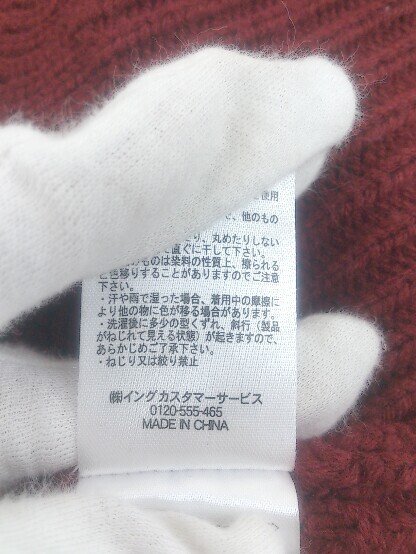 使用
、他のもの
り、丸めたりしない
で直ぐに干して下さい。
のものは染料の性質上、擦られる
と色移りすることがありますのでご注意
下さい。
・汗や雨で湿った場合、着用中の摩擦に
より他の物に色が移る場合があります。
・洗濯後に多少の型くずれ、斜行（製品
がねじれて見える状態）が起きますので、
あらかじめご了承下さい。
・ねじり又は絞り禁止
㈱イングカスタマーサービス
0120-555-465
MADE IN CHINA